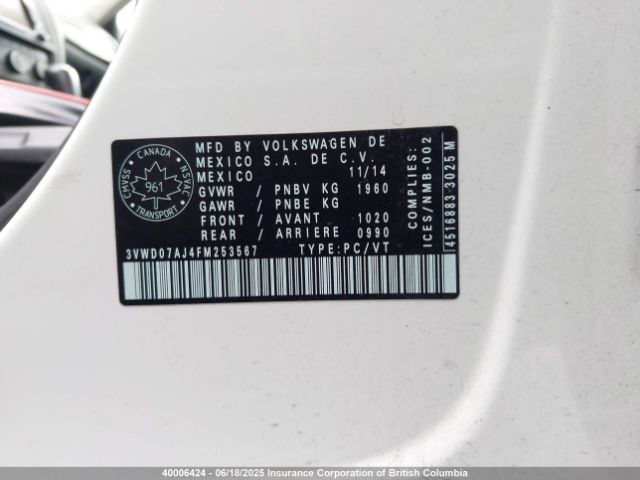 CANADA
CMVSS NSVAC
961
TRANSPORT
MFD BY VOLKSWAGEN DE
MEXICO S.A. DE C.V.
MEXICO 11/14
GVWR / PNBV KG 1960
GAWR / PNBE KG
FRONT / AVANT 1020
REAR / ARRIERE 0990
3VWD07AJ4FM253567 TYPE:PC/VT
COMPLIES:
ICES/NMB-002
4516883 3025 M
40006424 - 06/18/2025 Insurance Corporation of British Columbia